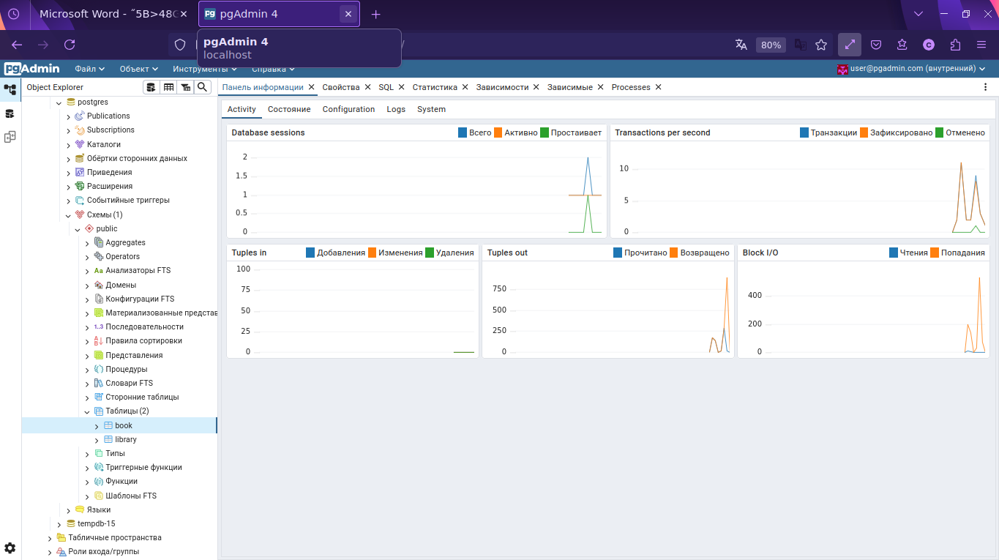 Microsoft Word - ˝5B>48
pgAdmin 4
pgAdmin 4
localhost
80%
C
pgAdmin
Файл
Объект
Инструменты
Справка
user@pgadmin.com (внутренний)
Object Explorer
Панель информации
Свойства
SQL
Статистика
Зависимости
Зависимые
Processes
postgres
Publications
Subscriptions
Каталоги
Обёртки сторонних данных
Приведения
Расширения
Событийные триггеры
Схемы (1)
public
Aggregates
Operators
Анализаторы FTS
Домены
Конфигурации FTS
Материализованные представ
1..3 Последовательности
Правила сортировки
Представления
Процедуры
Словари FTS
Сторонние таблицы
Таблицы (2)
book
library
Типы
Триггерные функции
Функции
Шаблоны FTS
Языки
tempdb-15
Табличные пространства
Роли входа/группы
Activity
Состояние
Configuration
Logs
System
Database sessions
Всего
Активно
Простаивает
2
1.5
1
0.5
0
Transactions per second
Транзакции
Зафиксировано
Отменено
10
5
0
Tuples in
Добавления
Изменения
Удаления
100
75
50
25
0
Tuples out
Прочитано
Возвращено
750
500
250
0
Block I/O
Чтения
Попадания
400
200
0